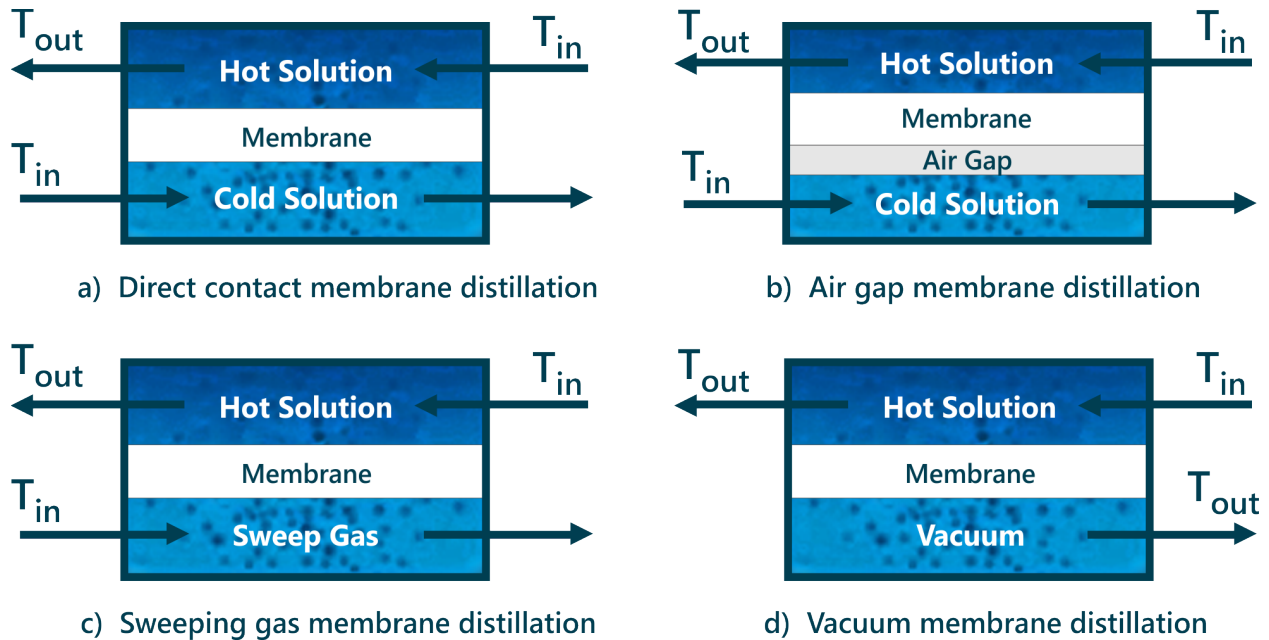 Tout
Tin
Hot Solution
Membrane
Tin
Cold Solution
a) Direct contact membrane distillation
Tout
Tin
Hot Solution
Membrane
Air Gap
Tin
Cold Solution
b) Air gap membrane distillation
Tout
Tin
Hot Solution
Membrane
Tin
Sweep Gas
c) Sweeping gas membrane distillation
Tout
Tin
Hot Solution
Membrane
Tout
Vacuum
d) Vacuum membrane distillation